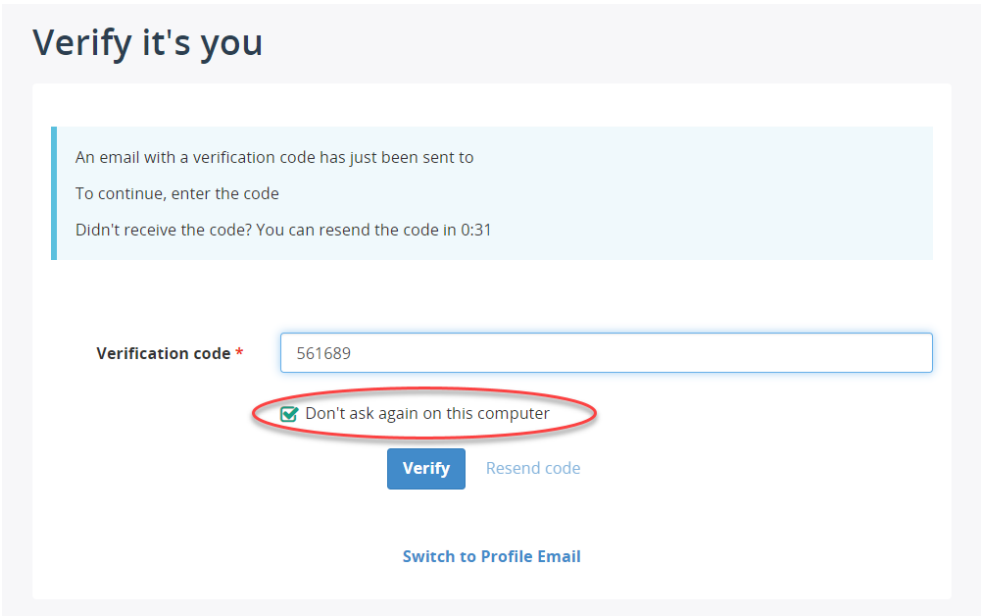 Verify it's you
An email with a verification code has just been sent to
To continue, enter the code
Didn't receive the code? You can resend the code in 0:31
Verification code * 561689
Don't ask again on this computer
Verify Resend code
Switch to Profile Email